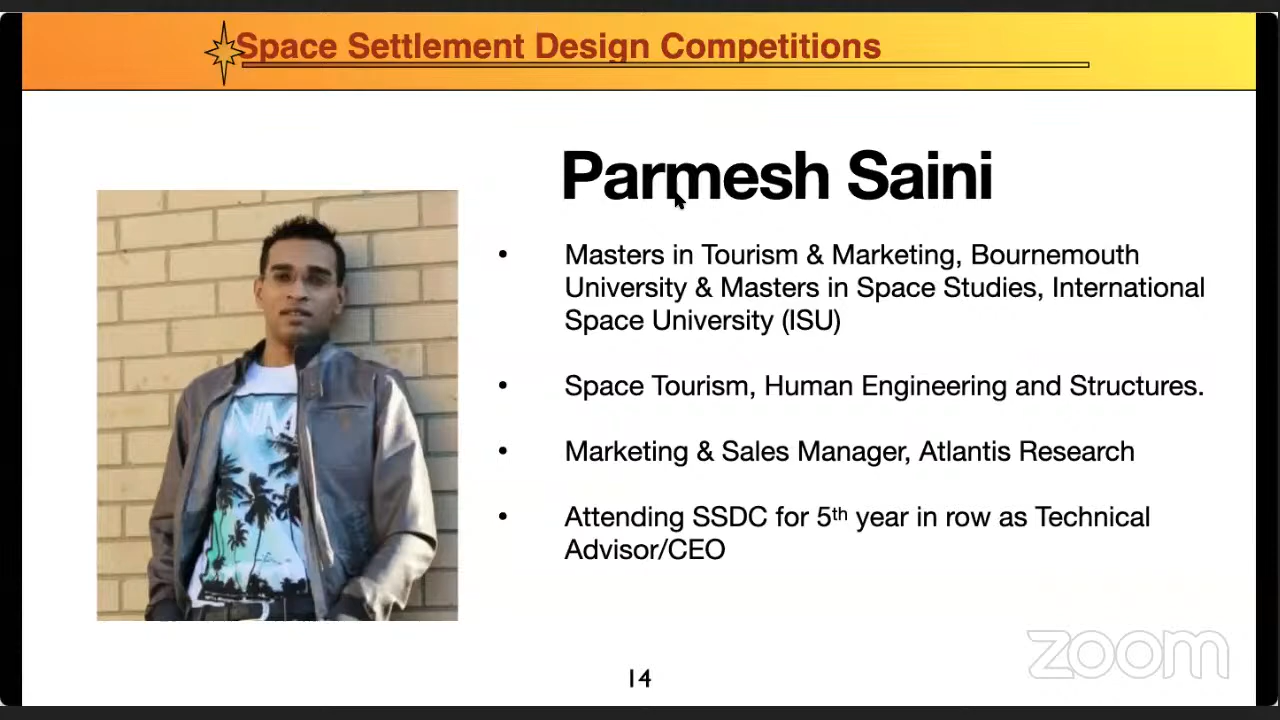 Space Settlement Design Competitions
Parmesh Saini
• Masters in Tourism & Marketing, Bournemouth
University & Masters in Space Studies, International
Space University (ISU)
• Space Tourism, Human Engineering and Structures.
• Marketing & Sales Manager, Atlantis Research
• Attending SSDC for 5th year in row as Technical
Advisor/CEO
zoom
14